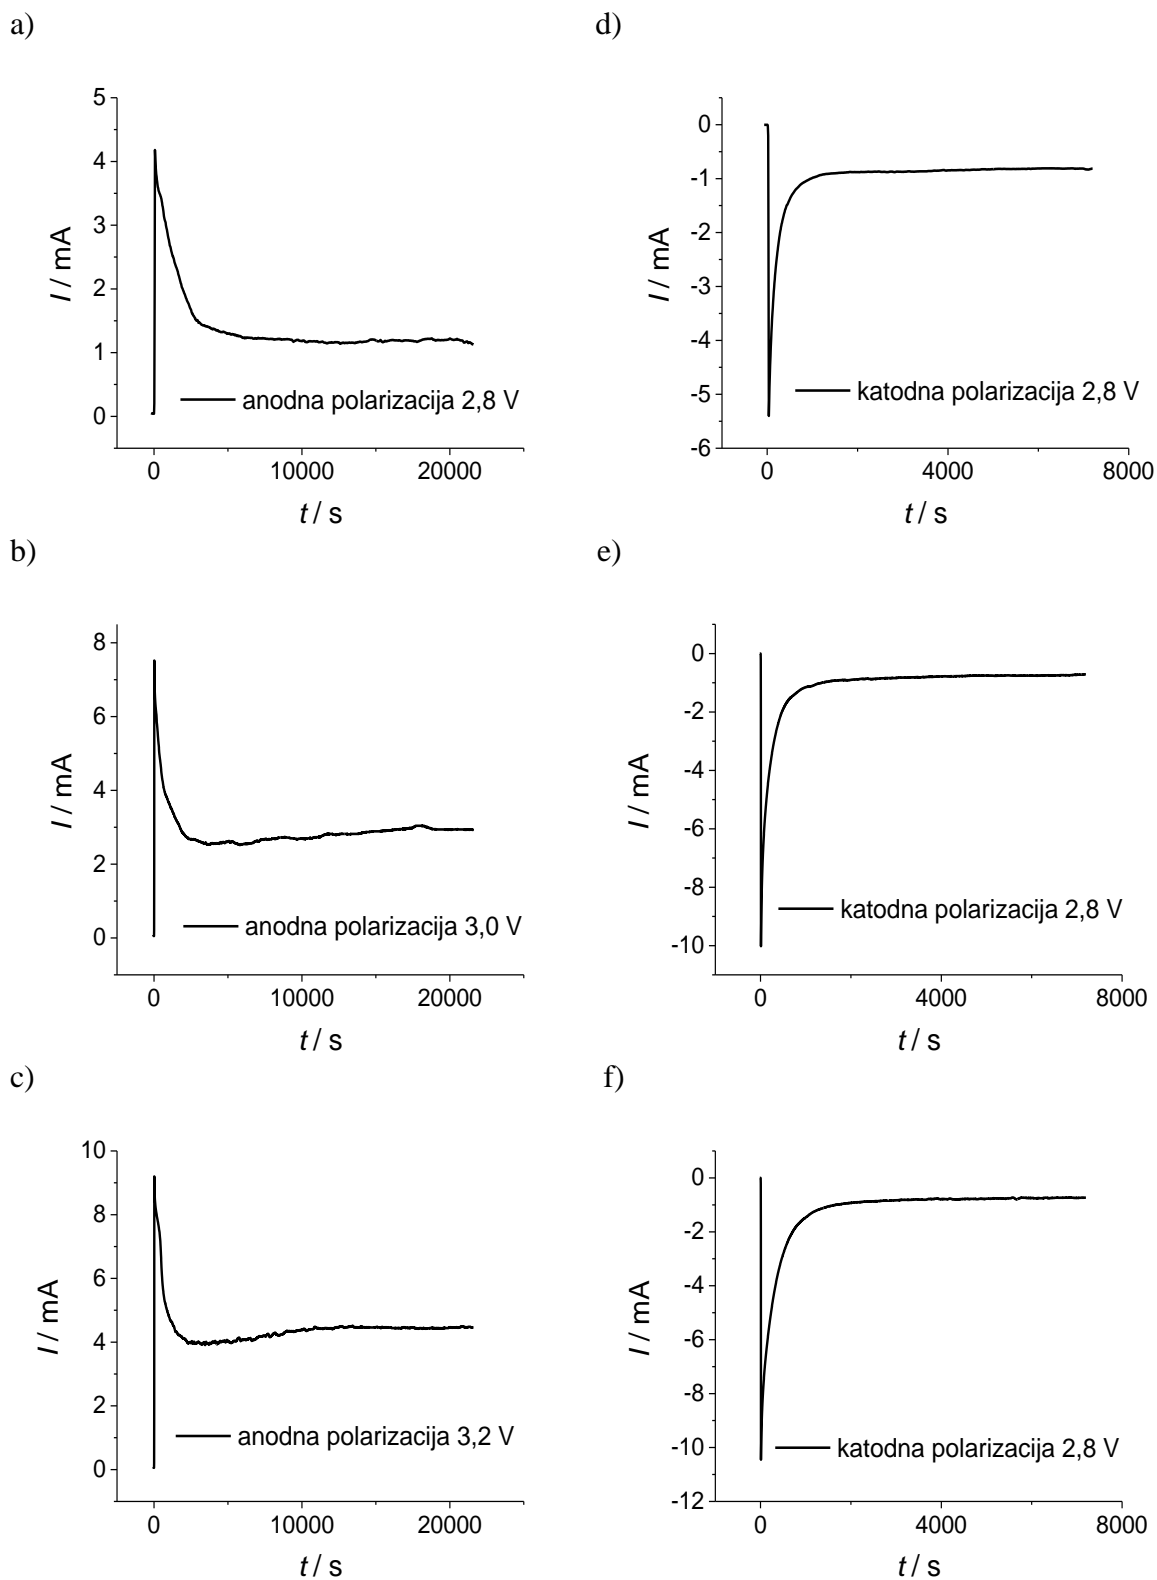 a)
5
4
3
2
1
0
I / mA
anodna polarizacija 2,8 V
0 10000 20000
t / s
d)
0
-1
-2
-3
-4
-5
-6
I / mA
katodna polarizacija 2,8 V
0 4000 8000
t / s
b)
8
6
4
2
0
I / mA
anodna polarizacija 3,0 V
0 10000 20000
t / s
e)
0
-2
-4
-6
-8
-10
I / mA
katodna polarizacija 2,8 V
0 4000 8000
t / s
c)
10
8
6
4
2
0
I / mA
anodna polarizacija 3,2 V
0 10000 20000
t / s
f)
0
-2
-4
-6
-8
-10
-12
I / mA
katodna polarizacija 2,8 V
0 4000 8000
t / s